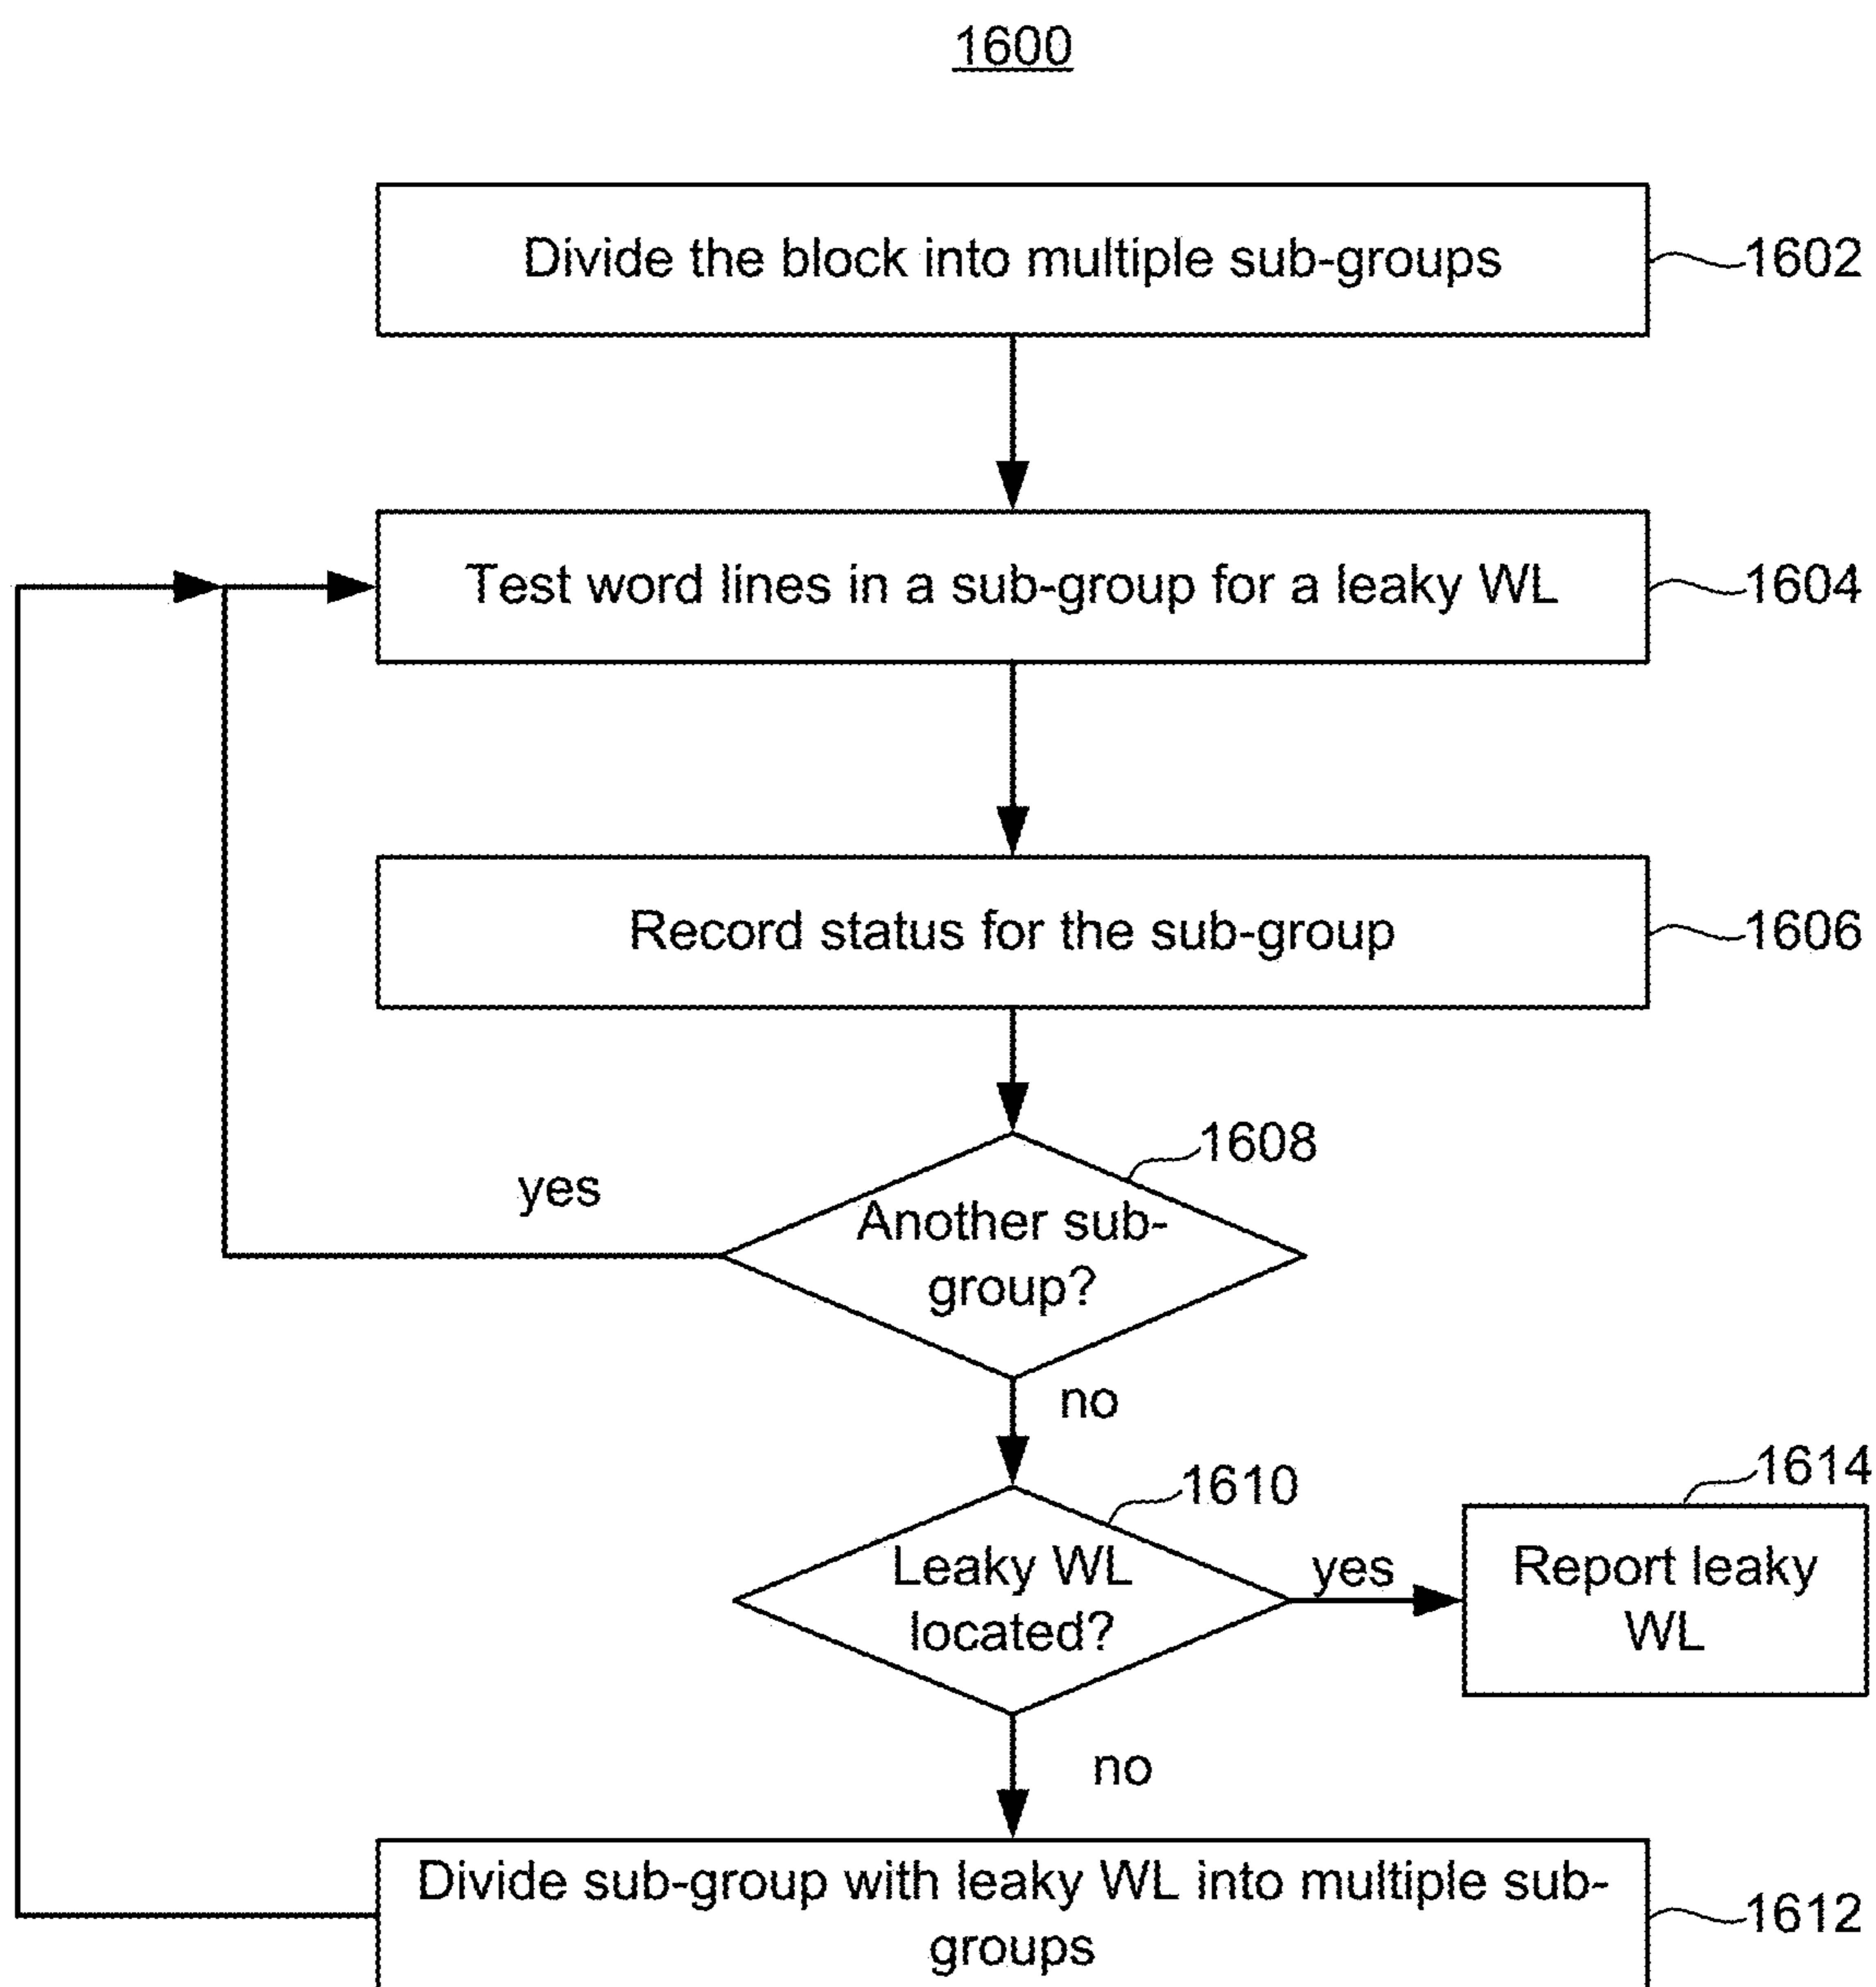 1600
Divide the block into multiple sub-groups
1602
Test word lines in a sub-group for a leaky WL
1604
Record status for the sub-group
1606
1608
Another sub-
group?
yes
no
1610
Leaky WL
located?
yes
1614
Report leaky
WL
no
Divide sub-group with leaky WL into multiple sub-
groups
1612